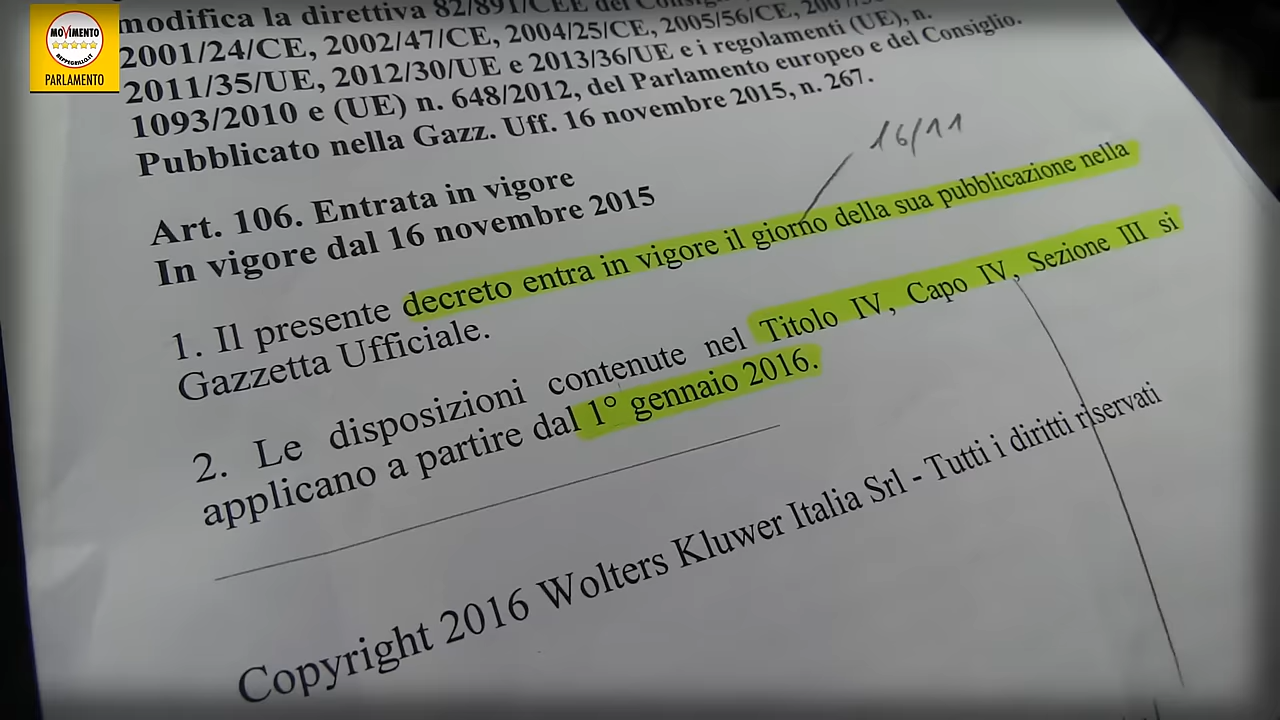 MOVIMENTO
BEPPEGRILLO.IT
PARLAMENTO
modifica la direttiva 82/891/CEE del
2001/24/CE, 2002/47/CE, 2004/25/CE, 2005/56/CE,
2011/35/UE, 2012/30/UE e 2013/36/UE e i regolamenti (UE), n.
1093/2010 e (UE) n. 648/2012, del Parlamento europeo e del Consiglio.
Pubblicato nella Gazz. Uff. 16 novembre 2015, n. 267.
16/11
Art. 106. Entrata in vigore
In vigore dal 16 novembre 2015
1. Il presente decreto entra in vigore il giorno della sua pubblicazione nella
Gazzetta Ufficiale.
2. Le disposizioni contenute nel Titolo IV, Capo IV, Sezione III si
applicano a partire dal 1° gennaio 2016.
Copyright 2016 Wolters Kluwer Italia Srl - Tutti i diritti riservati